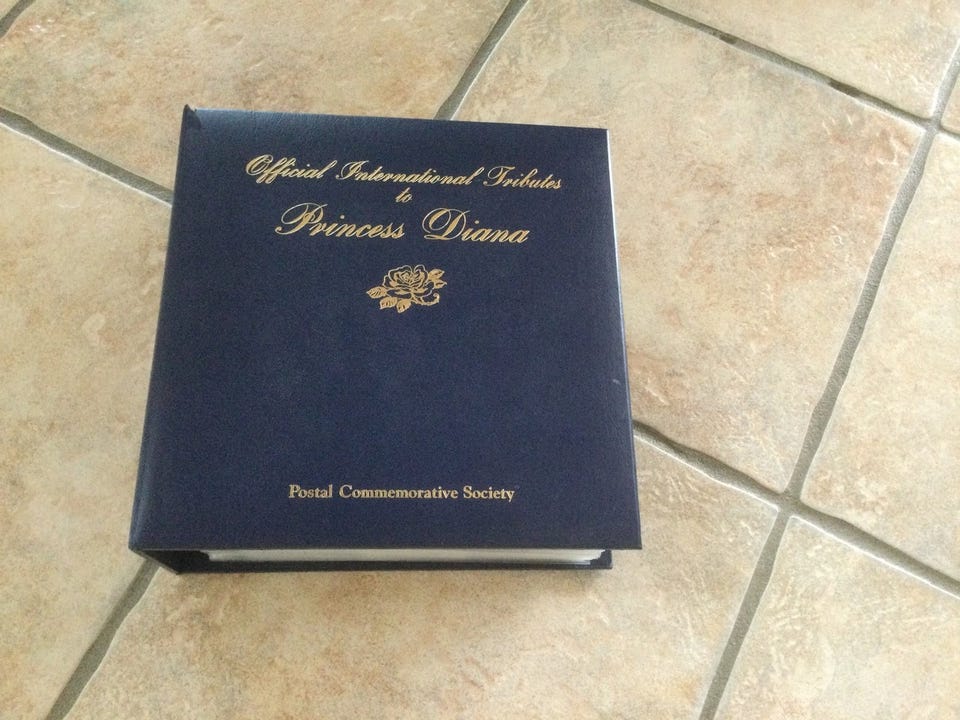 Official International Tributes
to
Princess Diana
Postal Commemorative Society